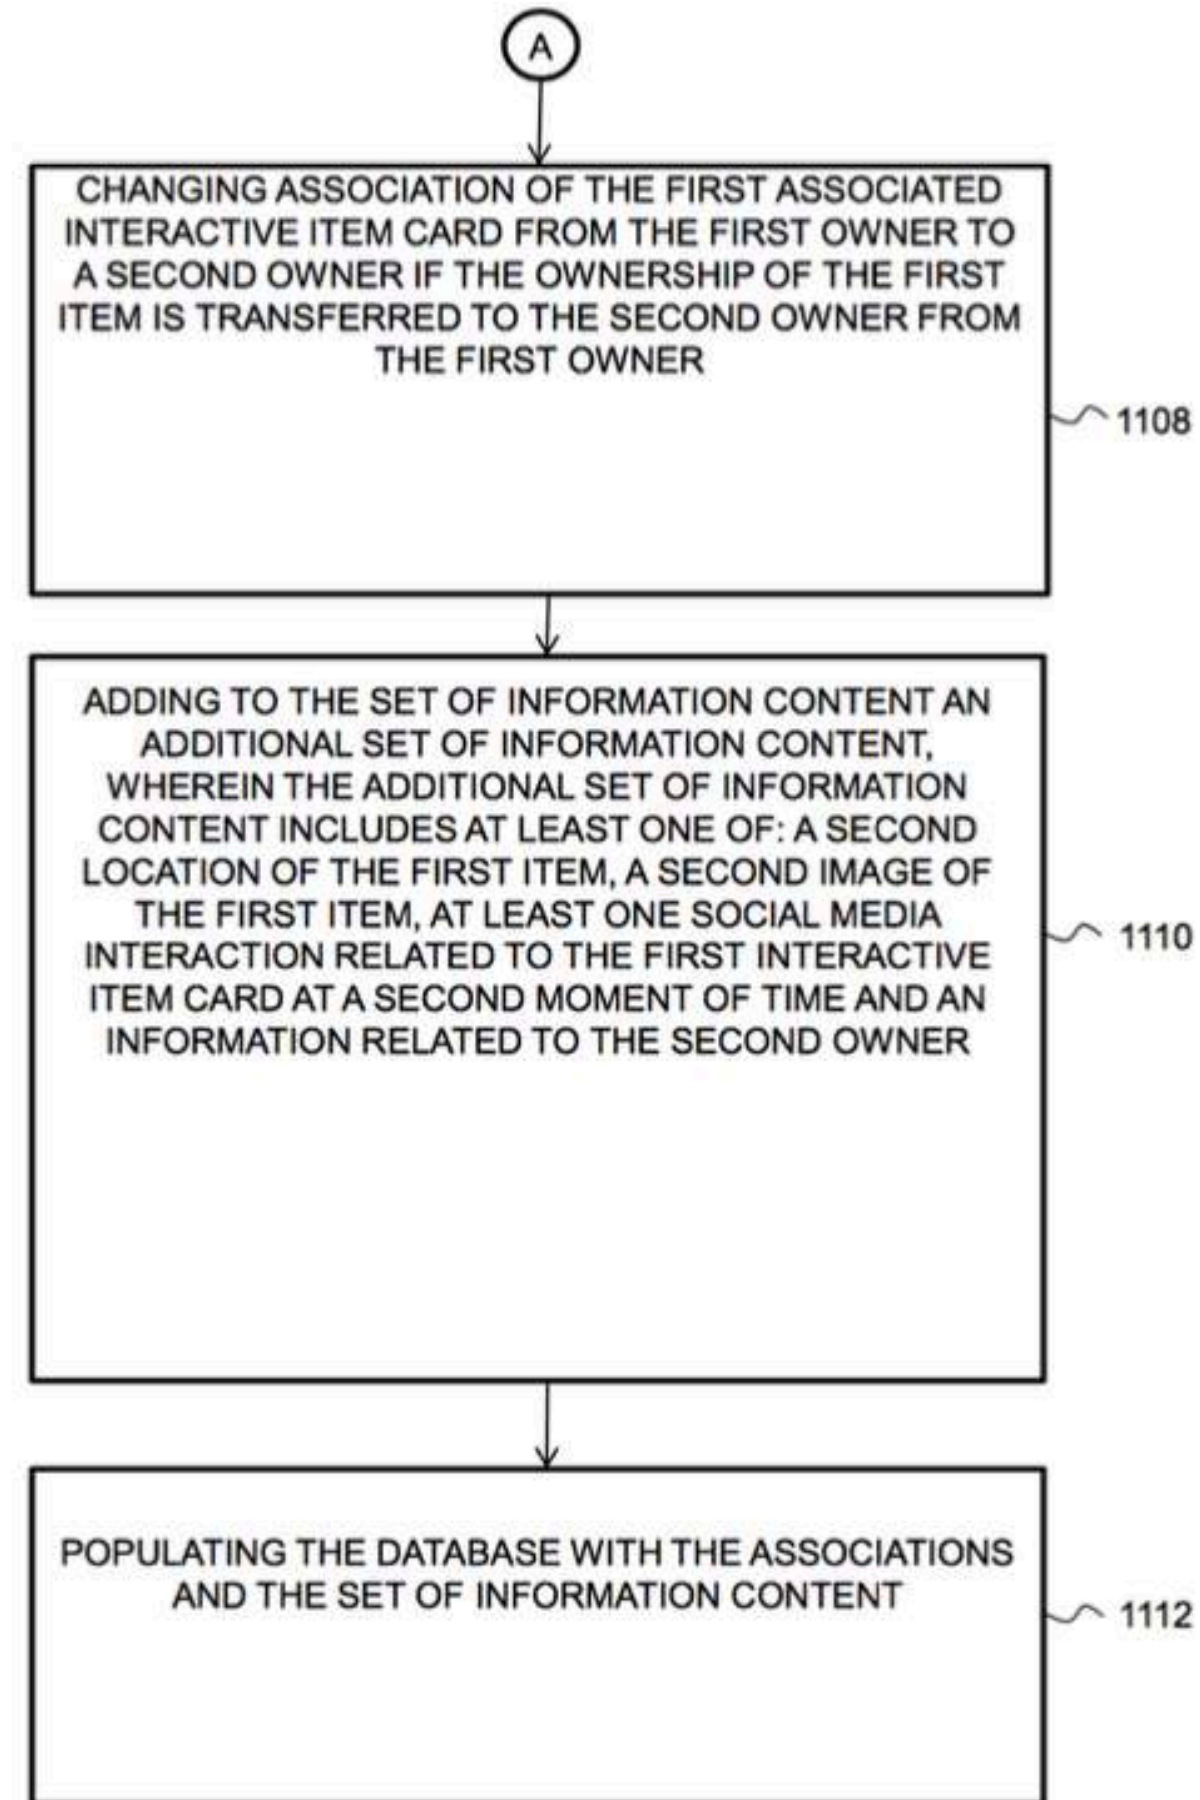 A
CHANGING ASSOCIATION OF THE FIRST ASSOCIATED
INTERACTIVE ITEM CARD FROM THE FIRST OWNER TO
A SECOND OWNER IF THE OWNERSHIP OF THE FIRST
ITEM IS TRANSFERRED TO THE SECOND OWNER FROM
THE FIRST OWNER
1108
ADDING TO THE SET OF INFORMATION CONTENT AN
ADDITIONAL SET OF INFORMATION CONTENT,
WHEREIN THE ADDITIONAL SET OF INFORMATION
CONTENT INCLUDES AT LEAST ONE OF: A SECOND
LOCATION OF THE FIRST ITEM, A SECOND IMAGE OF
THE FIRST ITEM, AT LEAST ONE SOCIAL MEDIA
INTERACTION RELATED TO THE FIRST INTERACTIVE
ITEM CARD AT A SECOND MOMENT OF TIME AND AN
INFORMATION RELATED TO THE SECOND OWNER
1110
POPULATING THE DATABASE WITH THE ASSOCIATIONS
AND THE SET OF INFORMATION CONTENT
1112